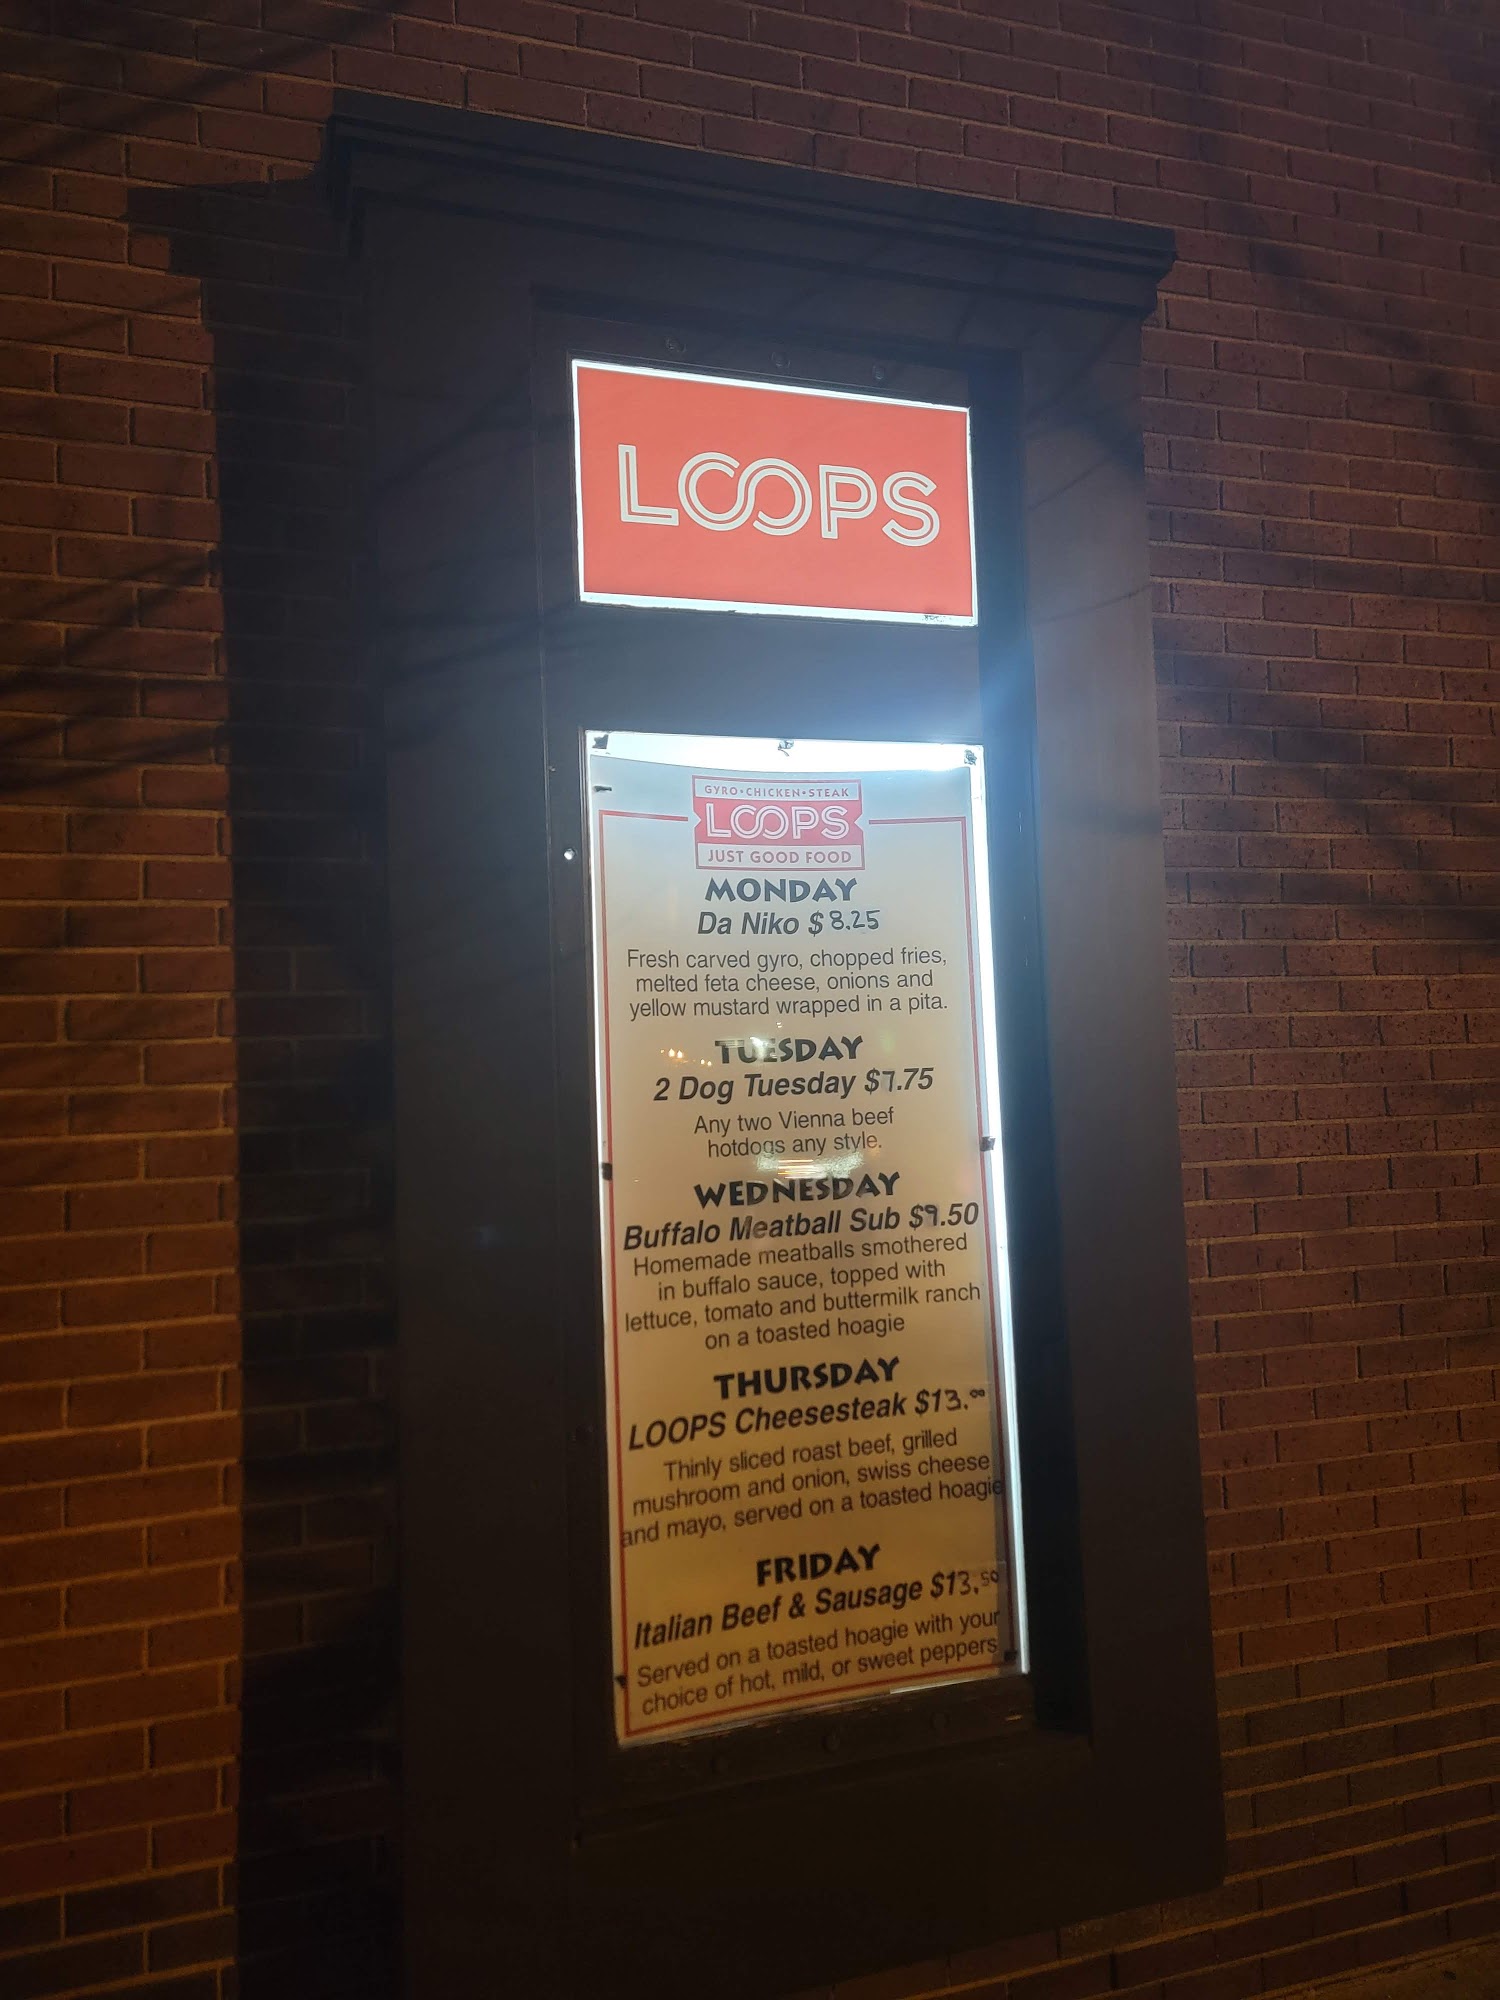 LOOPS
GYRO•CHICKEN•STEAK
LOOPS
JUST GOOD FOOD
MONDAY
Da Niko $8.25
Fresh carved gyro, chopped fries,
melted feta cheese, onions and
yellow mustard wrapped in a pita.
TUESDAY
2 Dog Tuesday $7.75
Any two Vienna beef
hotdogs any style.
WEDNESDAY
Buffalo Meatball Sub $9.50
Homemade meatballs smothered
in buffalo sauce, topped with
lettuce, tomato and buttermilk ranch
on a toasted hoagie
THURSDAY
LOOPS Cheesesteak $13.00
Thinly sliced roast beef, grilled
mushroom and onion, swiss cheese
and mayo, served on a toasted hoagie
FRIDAY
Italian Beef & Sausage $13.50
Served on a toasted hoagie with your
choice of hot, mild, or sweet peppers